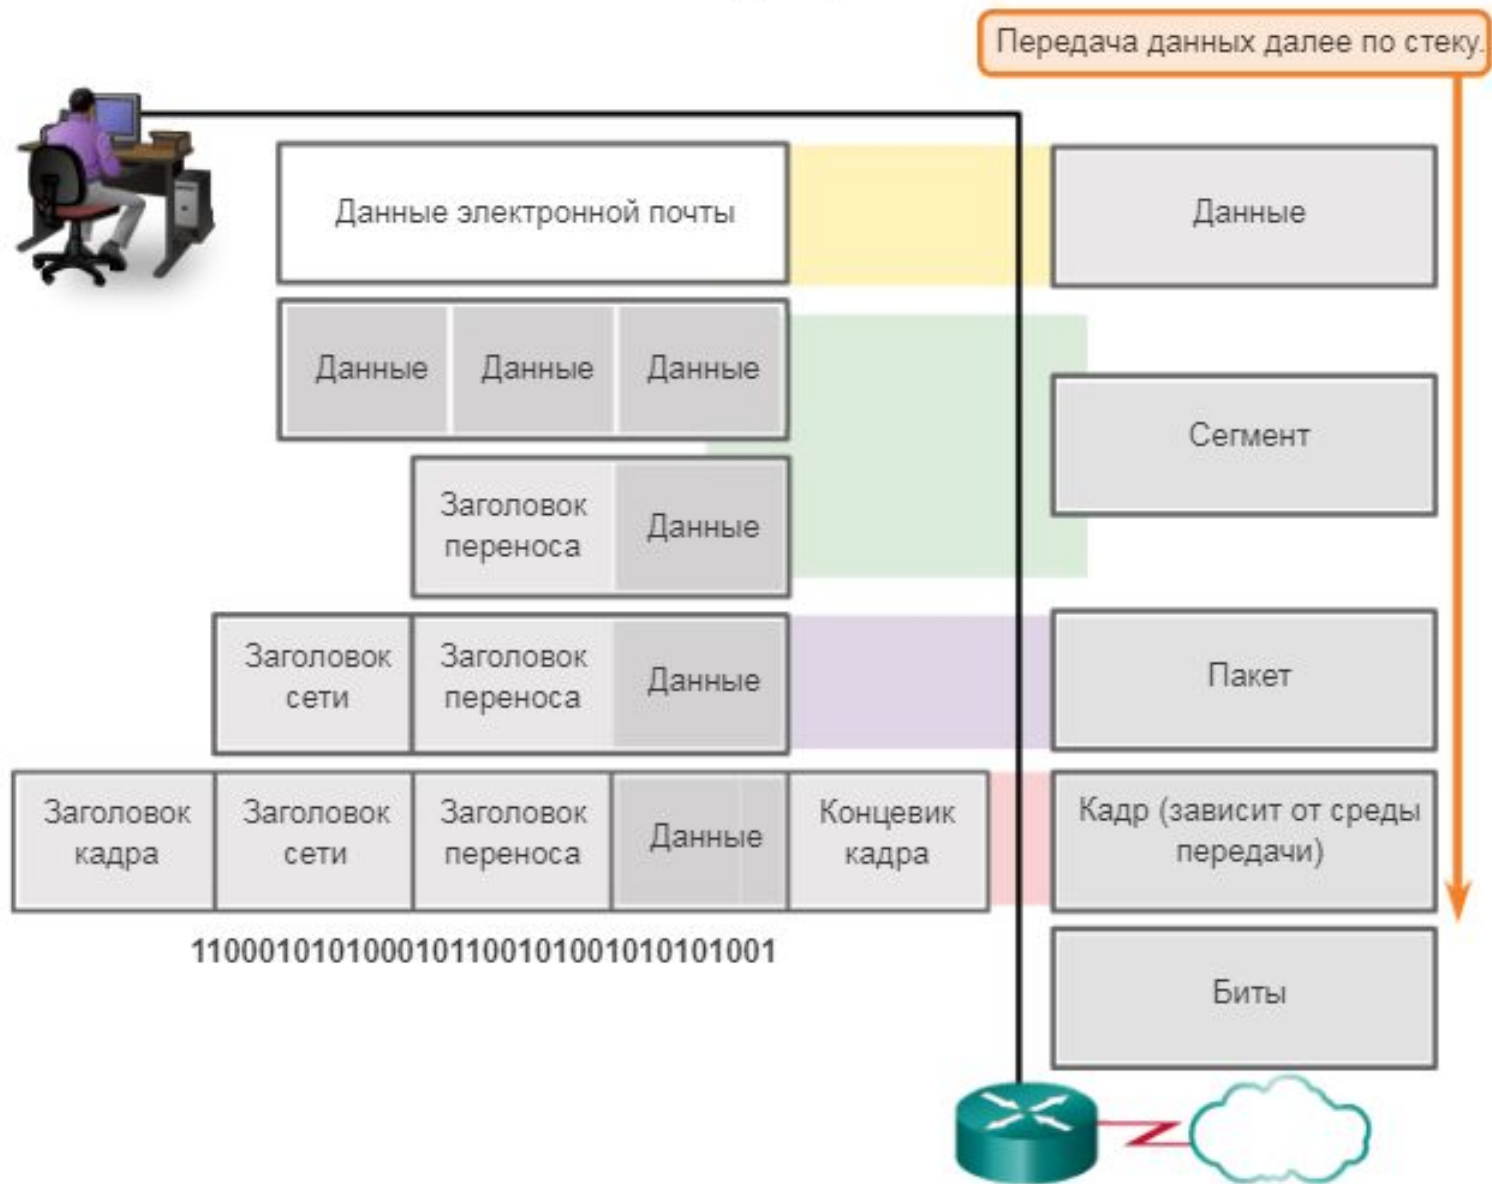 Передача данных далее по стеку.
Данные электронной почты
Данные
Данные
Данные
Данные
Сегмент
Заголовок
переноса
Данные
Заголовок
сети
Заголовок
переноса
Данные
Пакет
Заголовок
кадра
Заголовок
сети
Заголовок
переноса
Данные
Концевик
кадра
Кадр (зависит от среды
передачи)
1100010101000101100101001010101001
Биты